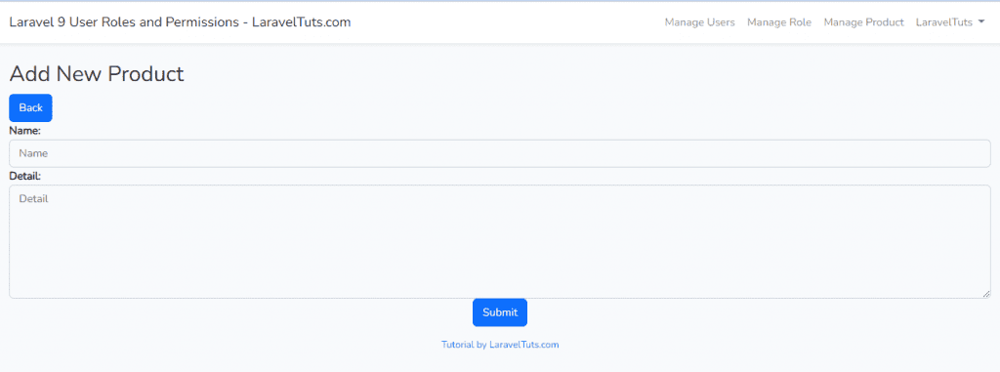 Laravel 9 User Roles and Permissions - LaravelTuts.com
Manage Users Manage Role Manage Product LaravelTuts
Add New Product
Back
Name:
Name
Detail:
Detail
Submit
Tutorial by LaravelTuts.com